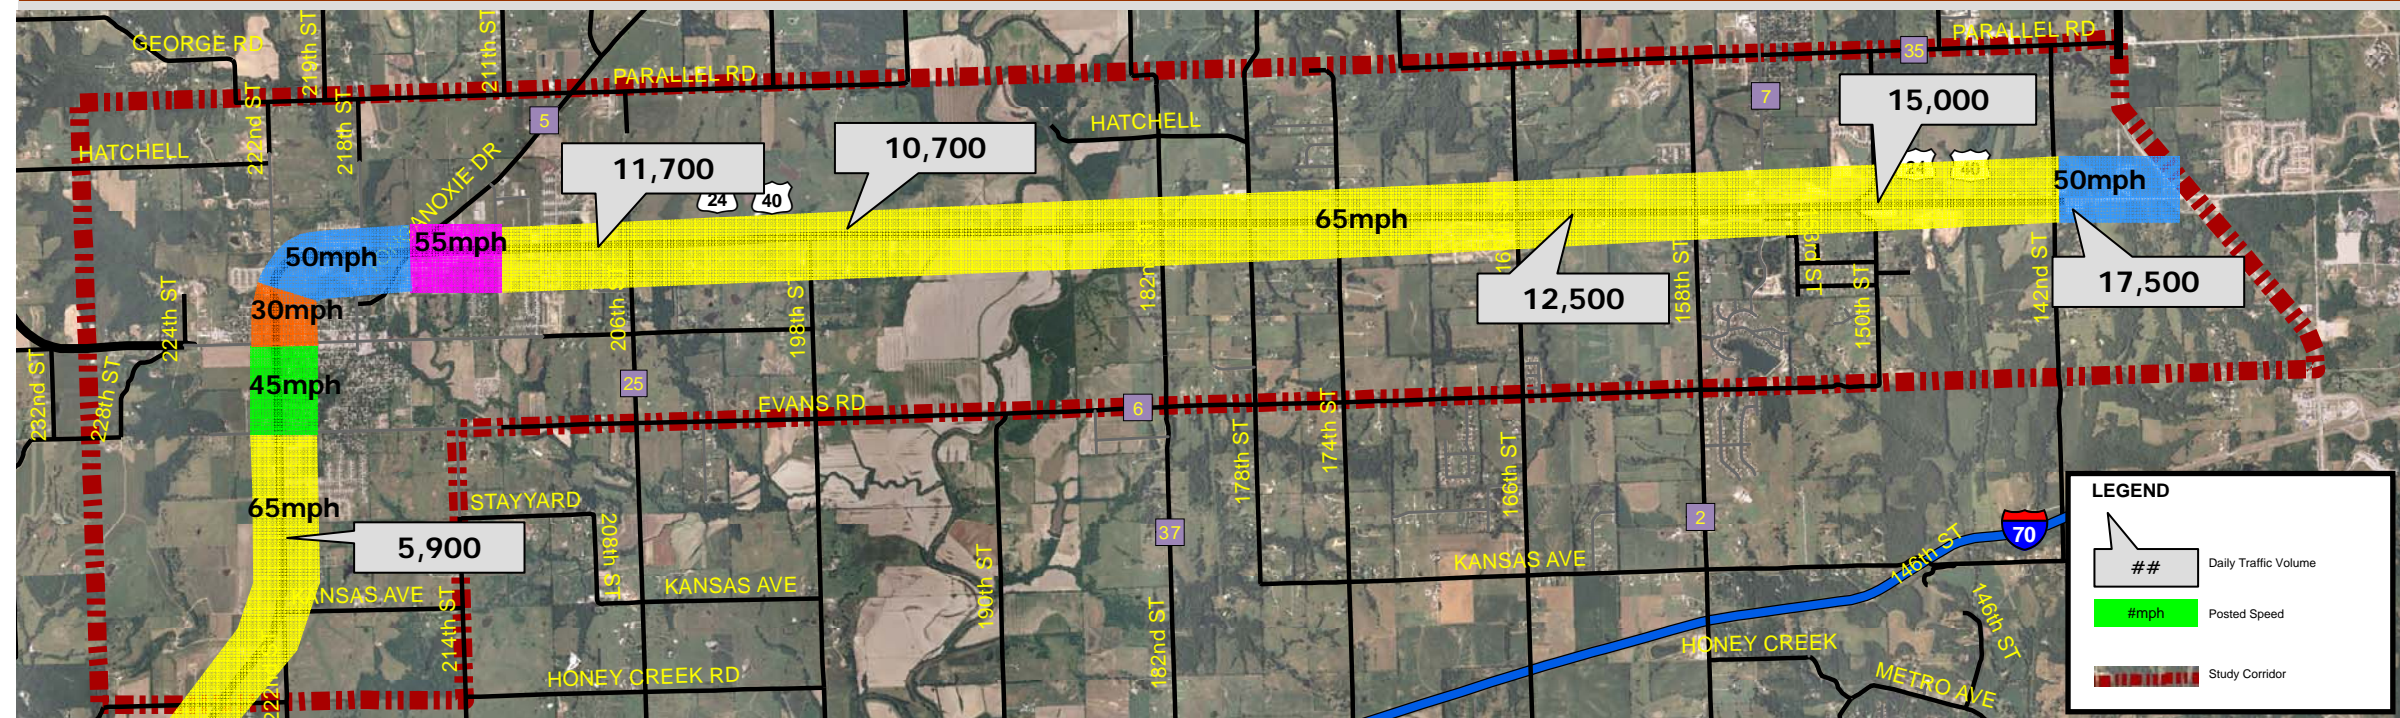 GEORGE RD
219th ST
211th ST
PARALLEL RD
PARALLEL RD
35
222nd ST
218th ST
5
7
15,000
HATCHELL
HATCHELL
11,700
10,700
24
40
24
40
ANOXIE DR
50mph
55mph
65mph
50mph
30mph
12,500
17,500
224th ST
206th ST
198th ST
182nd ST
158th ST
150th ST
142nd ST
45mph
232nd ST
228th ST
25
EVANS RD
6
178th ST
174th ST
166th ST
65mph
5,900
STAYYARD
208th ST
37
2
KANSAS AVE
KANSAS AVE
KANSAS AVE
214th ST
190th ST
182nd ST
146th ST
70
146th ST
HONEY CREEK RD
HONEY CREEK
METRO AVE
LEGEND
##
Daily Traffic Volume
#mph
Posted Speed
Study Corridor